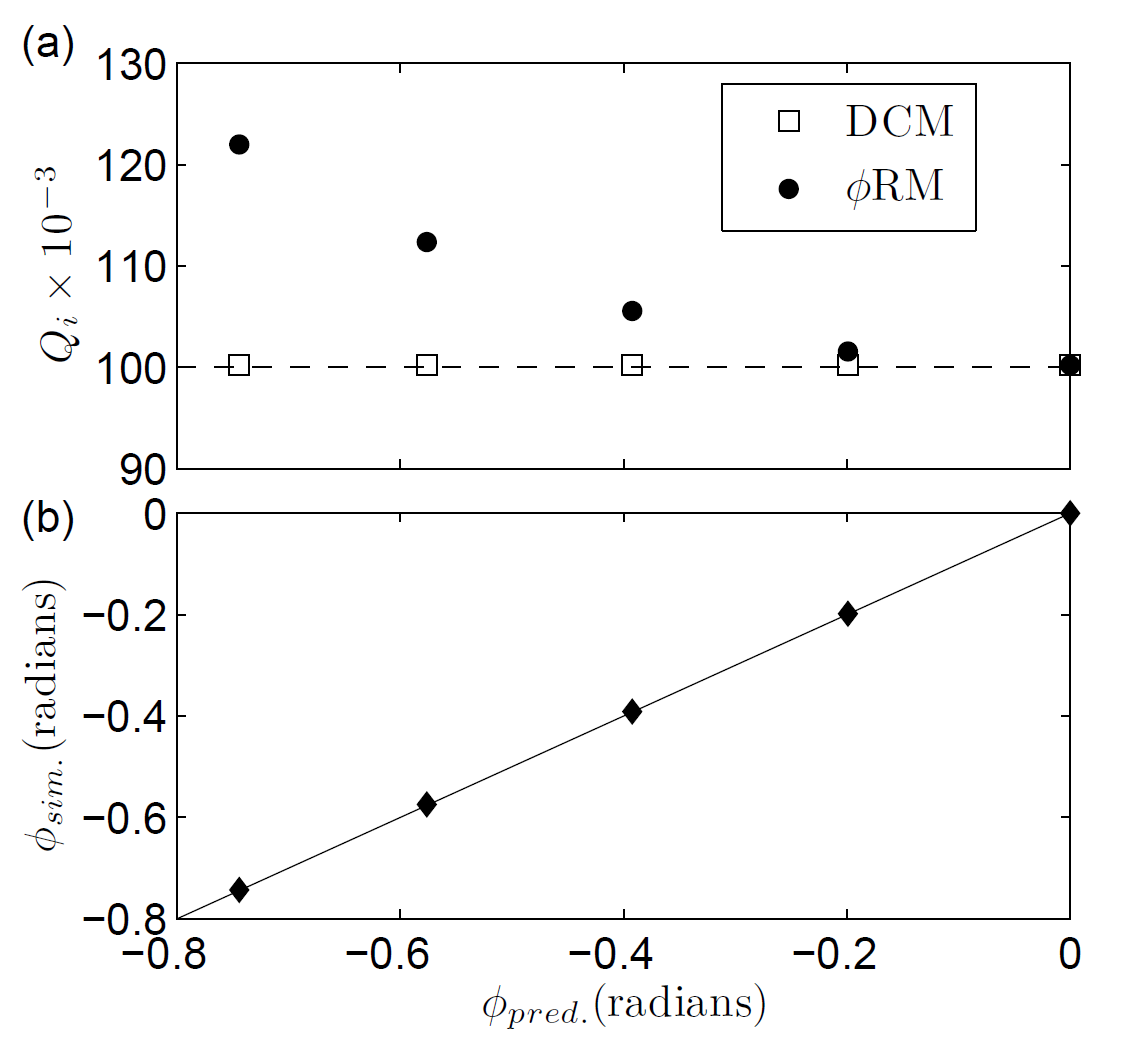 (a)
130
120
110
100
90
Q_i × 10^−3
DCM
ϕRM
(b)
0
−0.2
−0.4
−0.6
−0.8
ϕ_sim. (radians)
−0.8 −0.6 −0.4 −0.2 0
ϕ_pred. (radians)